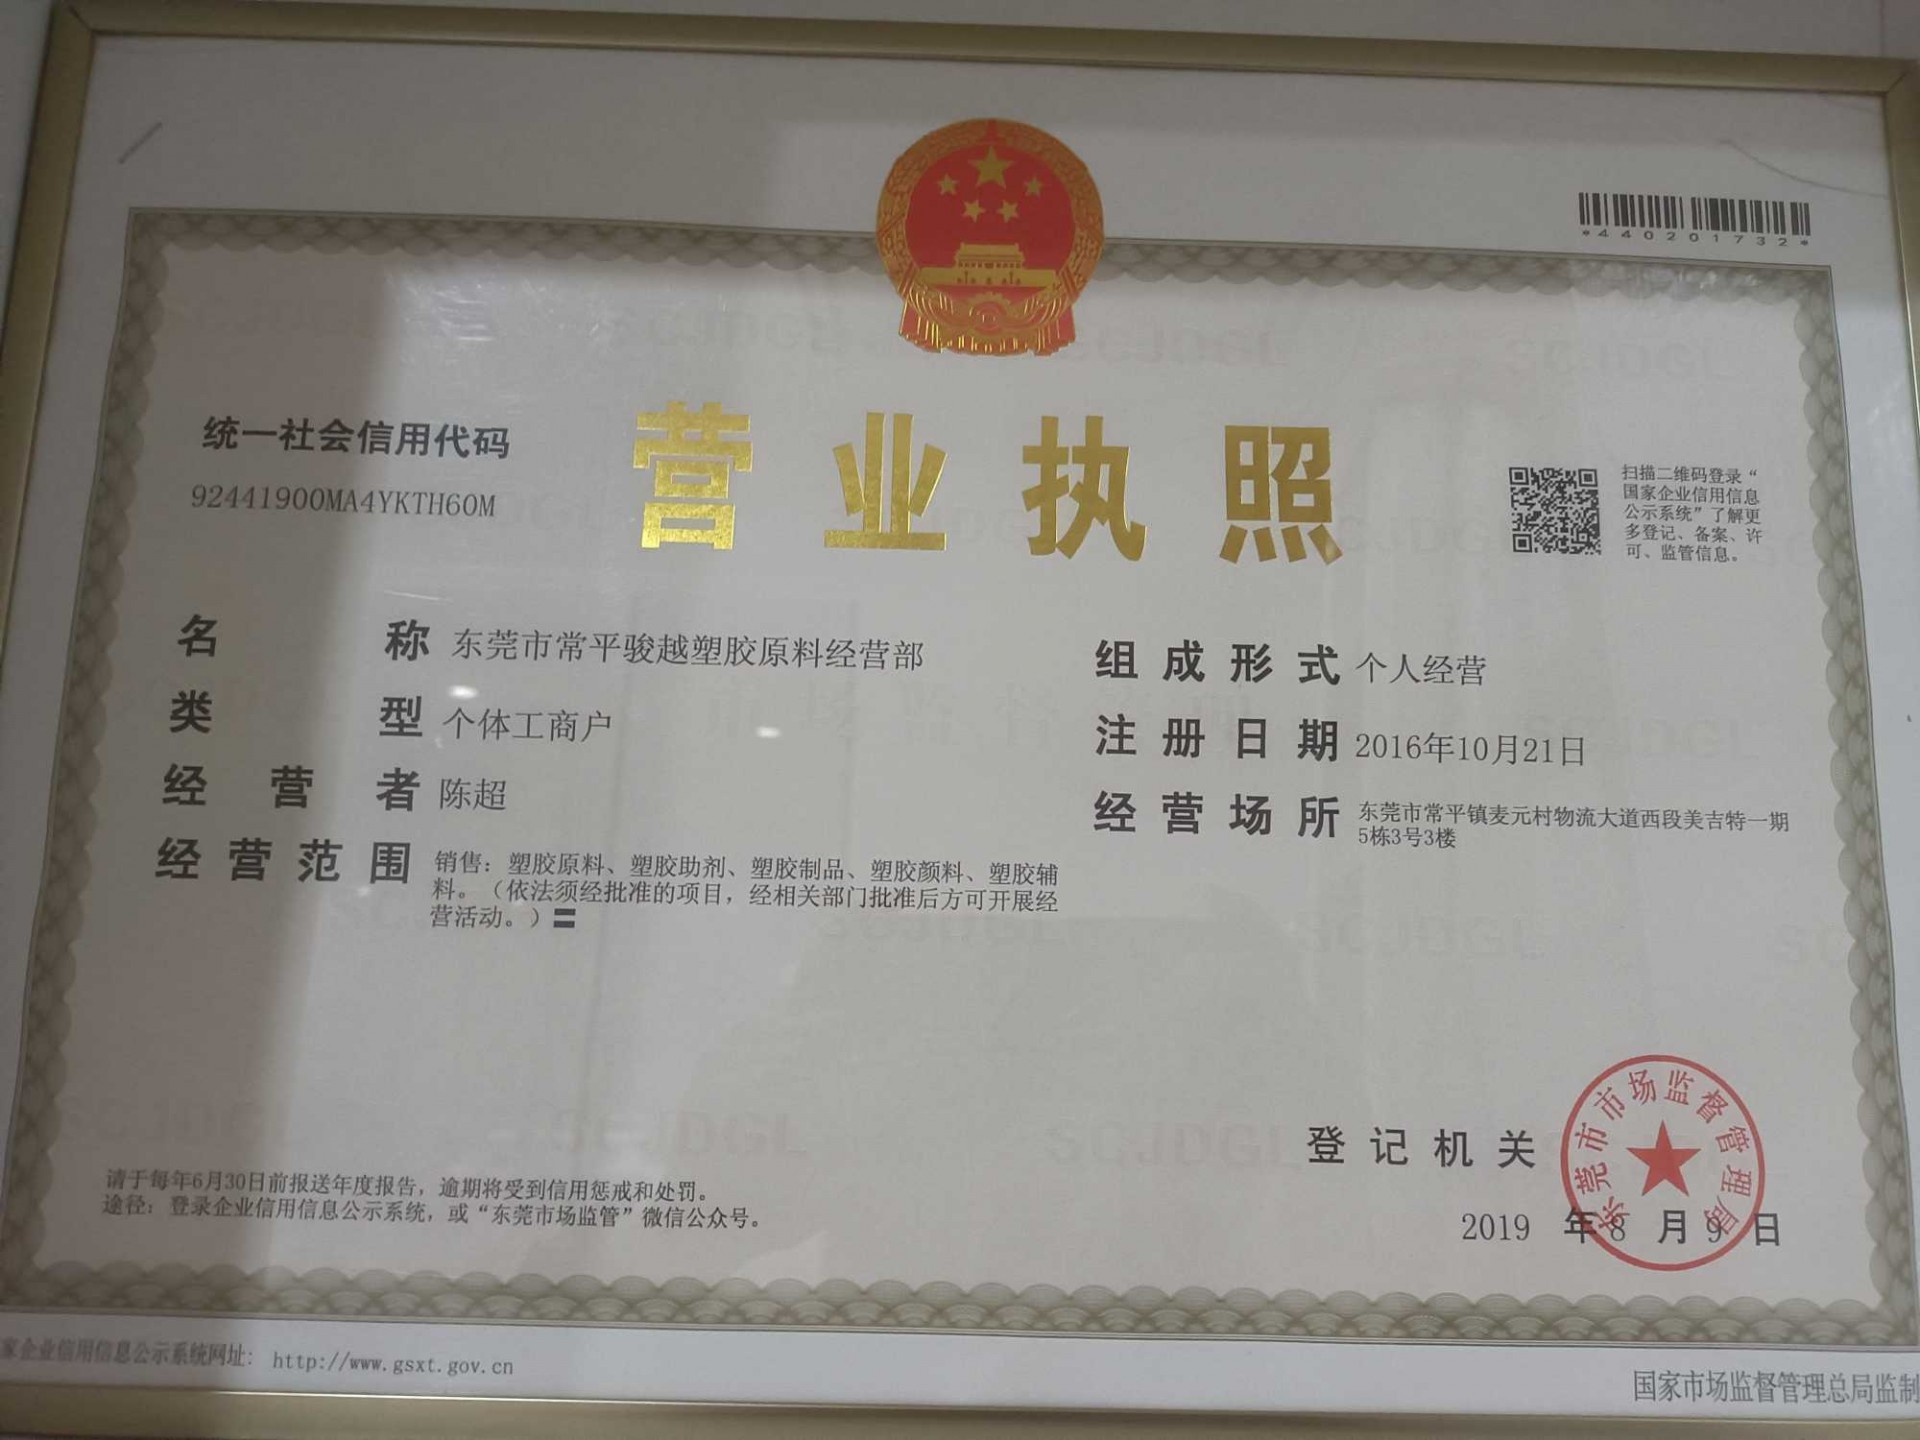 *440201732*
统一社会信用代码
92441900MA4YKTH60M
营业执照
扫描二维码登录“
国家企业信用信息
公示系统”了解更
多登记、备案、许
可、监管信息。
名称 东莞市常平骏越塑胶原料经营部
类型 个体工商户
经营者 陈超
经营范围 销售：塑胶原料、塑胶助剂、塑胶制品、塑胶颜料、塑胶辅
料。（依法须经批准的项目，经相关部门批准后方可开展经
营活动。）〓
组成形式 个人经营
注册日期 2016年10月21日
经营场所 东莞市常平镇麦元村物流大道西段美吉特一期
5栋3号3楼
登记机关
东莞市市场监督管理局
2019 年 8 月 9 日
请于每年6月30日前报送年度报告，逾期将受到信用惩戒和处罚。
途径：登录企业信用信息公示系统，或“东莞市场监管”微信公众号。
家企业信用信息公示系统网址： http://www.gsxt.gov.cn
国家市场监督管理总局监制